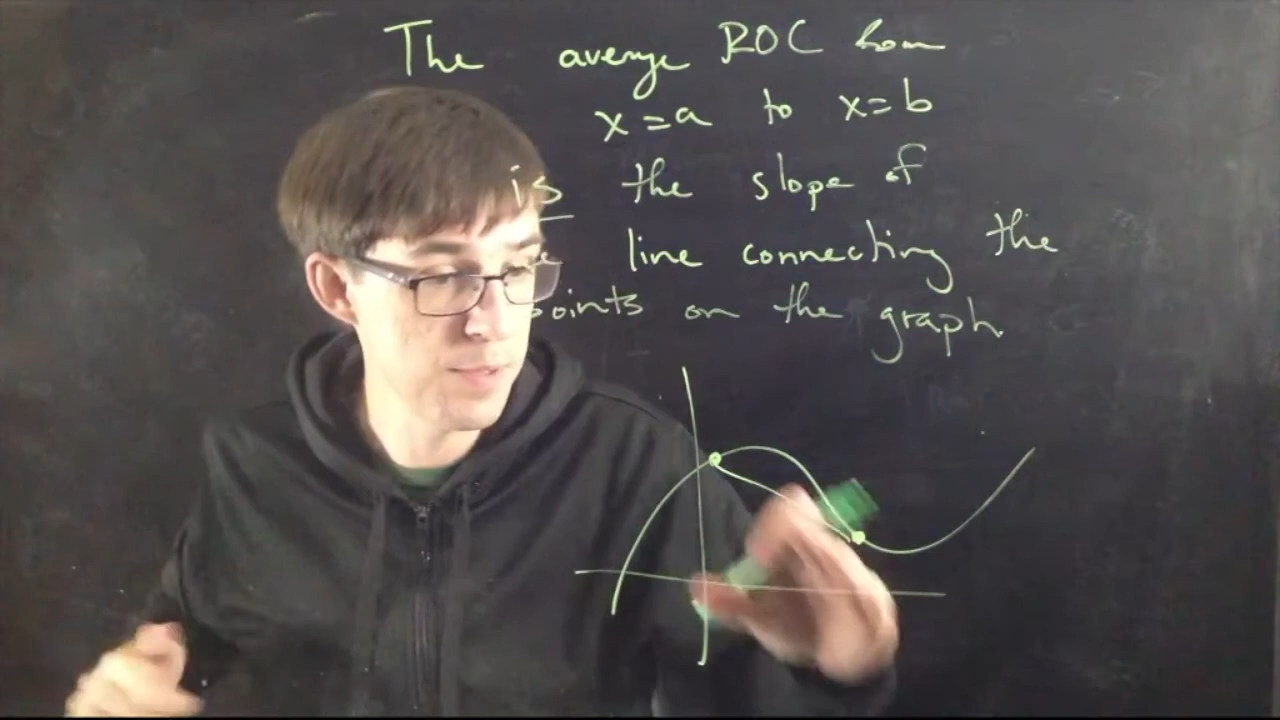 The average ROC from
x=a to x=b
is the slope of
line connecting the
points on the graph.